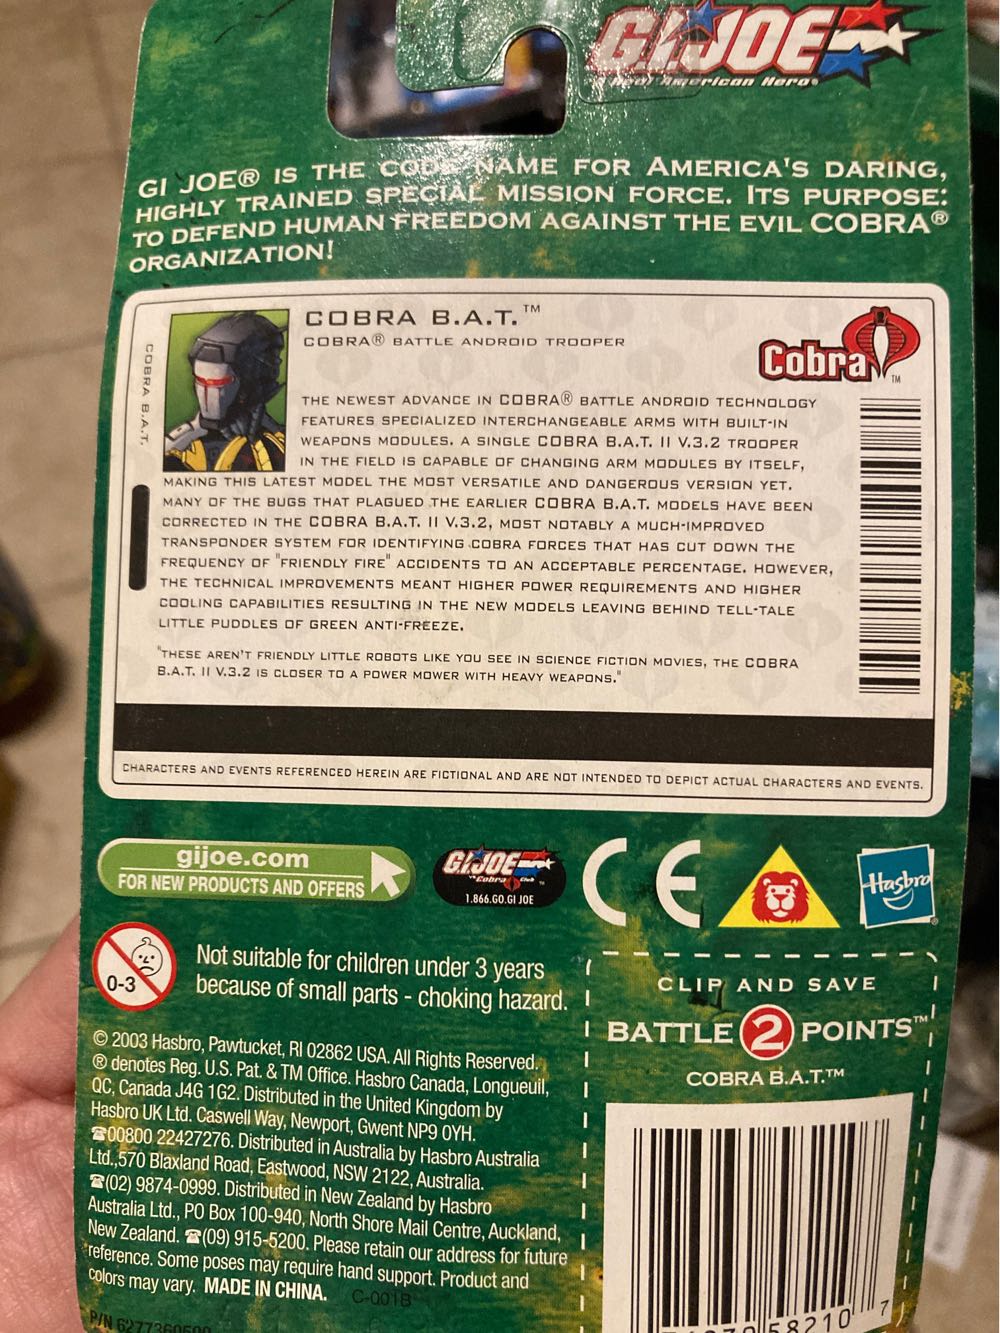 GI JOE
American Hero®
GI JOE® IS THE CODE NAME FOR AMERICA'S DARING,
HIGHLY TRAINED SPECIAL MISSION FORCE. ITS PURPOSE:
TO DEFEND HUMAN FREEDOM AGAINST THE EVIL COBRA®
ORGANIZATION!
COBRA B.A.T.
COBRA B.A.T.™
COBRA® BATTLE ANDROID TROOPER
Cobra™
THE NEWEST ADVANCE IN COBRA® BATTLE ANDROID TECHNOLOGY
FEATURES SPECIALIZED INTERCHANGEABLE ARMS WITH BUILT-IN
WEAPONS MODULES. A SINGLE COBRA B.A.T. II V.3.2 TROOPER
IN THE FIELD IS CAPABLE OF CHANGING ARM MODULES BY ITSELF,
MAKING THIS LATEST MODEL THE MOST VERSATILE AND DANGEROUS VERSION YET.
MANY OF THE BUGS THAT PLAGUED THE EARLIER COBRA B.A.T. MODELS HAVE BEEN
CORRECTED IN THE COBRA B.A.T. II V.3.2, MOST NOTABLY A MUCH-IMPROVED
TRANSPONDER SYSTEM FOR IDENTIFYING COBRA FORCES THAT HAS CUT DOWN THE
FREQUENCY OF "FRIENDLY FIRE" ACCIDENTS TO AN ACCEPTABLE PERCENTAGE. HOWEVER,
THE TECHNICAL IMPROVEMENTS MEANT HIGHER POWER REQUIREMENTS AND HIGHER
COOLING CAPABILITIES RESULTING IN THE NEW MODELS LEAVING BEHIND TELL-TALE
LITTLE PUDDLES OF GREEN ANTI-FREEZE.
"THESE AREN'T FRIENDLY LITTLE ROBOTS LIKE YOU SEE IN SCIENCE FICTION MOVIES, THE COBRA
B.A.T. II V.3.2 IS CLOSER TO A POWER MOWER WITH HEAVY WEAPONS."
CHARACTERS AND EVENTS REFERENCED HEREIN ARE FICTIONAL AND ARE NOT INTENDED TO DEPICT ACTUAL CHARACTERS AND EVENTS.
gijoe.com
FOR NEW PRODUCTS AND OFFERS
GI JOE
Cobra Club™
1.866.GO.GI JOE
CE
Hasbro®
0-3
Not suitable for children under 3 years
because of small parts - choking hazard.
© 2003 Hasbro, Pawtucket, RI 02862 USA. All Rights Reserved.
® denotes Reg. U.S. Pat. & TM Office. Hasbro Canada, Longueuil,
QC, Canada J4G 1G2. Distributed in the United Kingdom by
Hasbro UK Ltd. Caswell Way, Newport, Gwent NP9 0YH.
☎00800 22427276. Distributed in Australia by Hasbro Australia
Ltd.,570 Blaxland Road, Eastwood, NSW 2122, Australia.
☎(02) 9874-0999. Distributed in New Zealand by Hasbro
Australia Ltd., PO Box 100-940, North Shore Mail Centre, Auckland,
New Zealand. ☎(09) 915-5200. Please retain our address for future
reference. Some poses may require hand support. Product and
colors may vary. MADE IN CHINA. C-001B
P/N
CLIP AND SAVE
BATTLE 2 POINTS™
COBRA B.A.T.™
58210 7